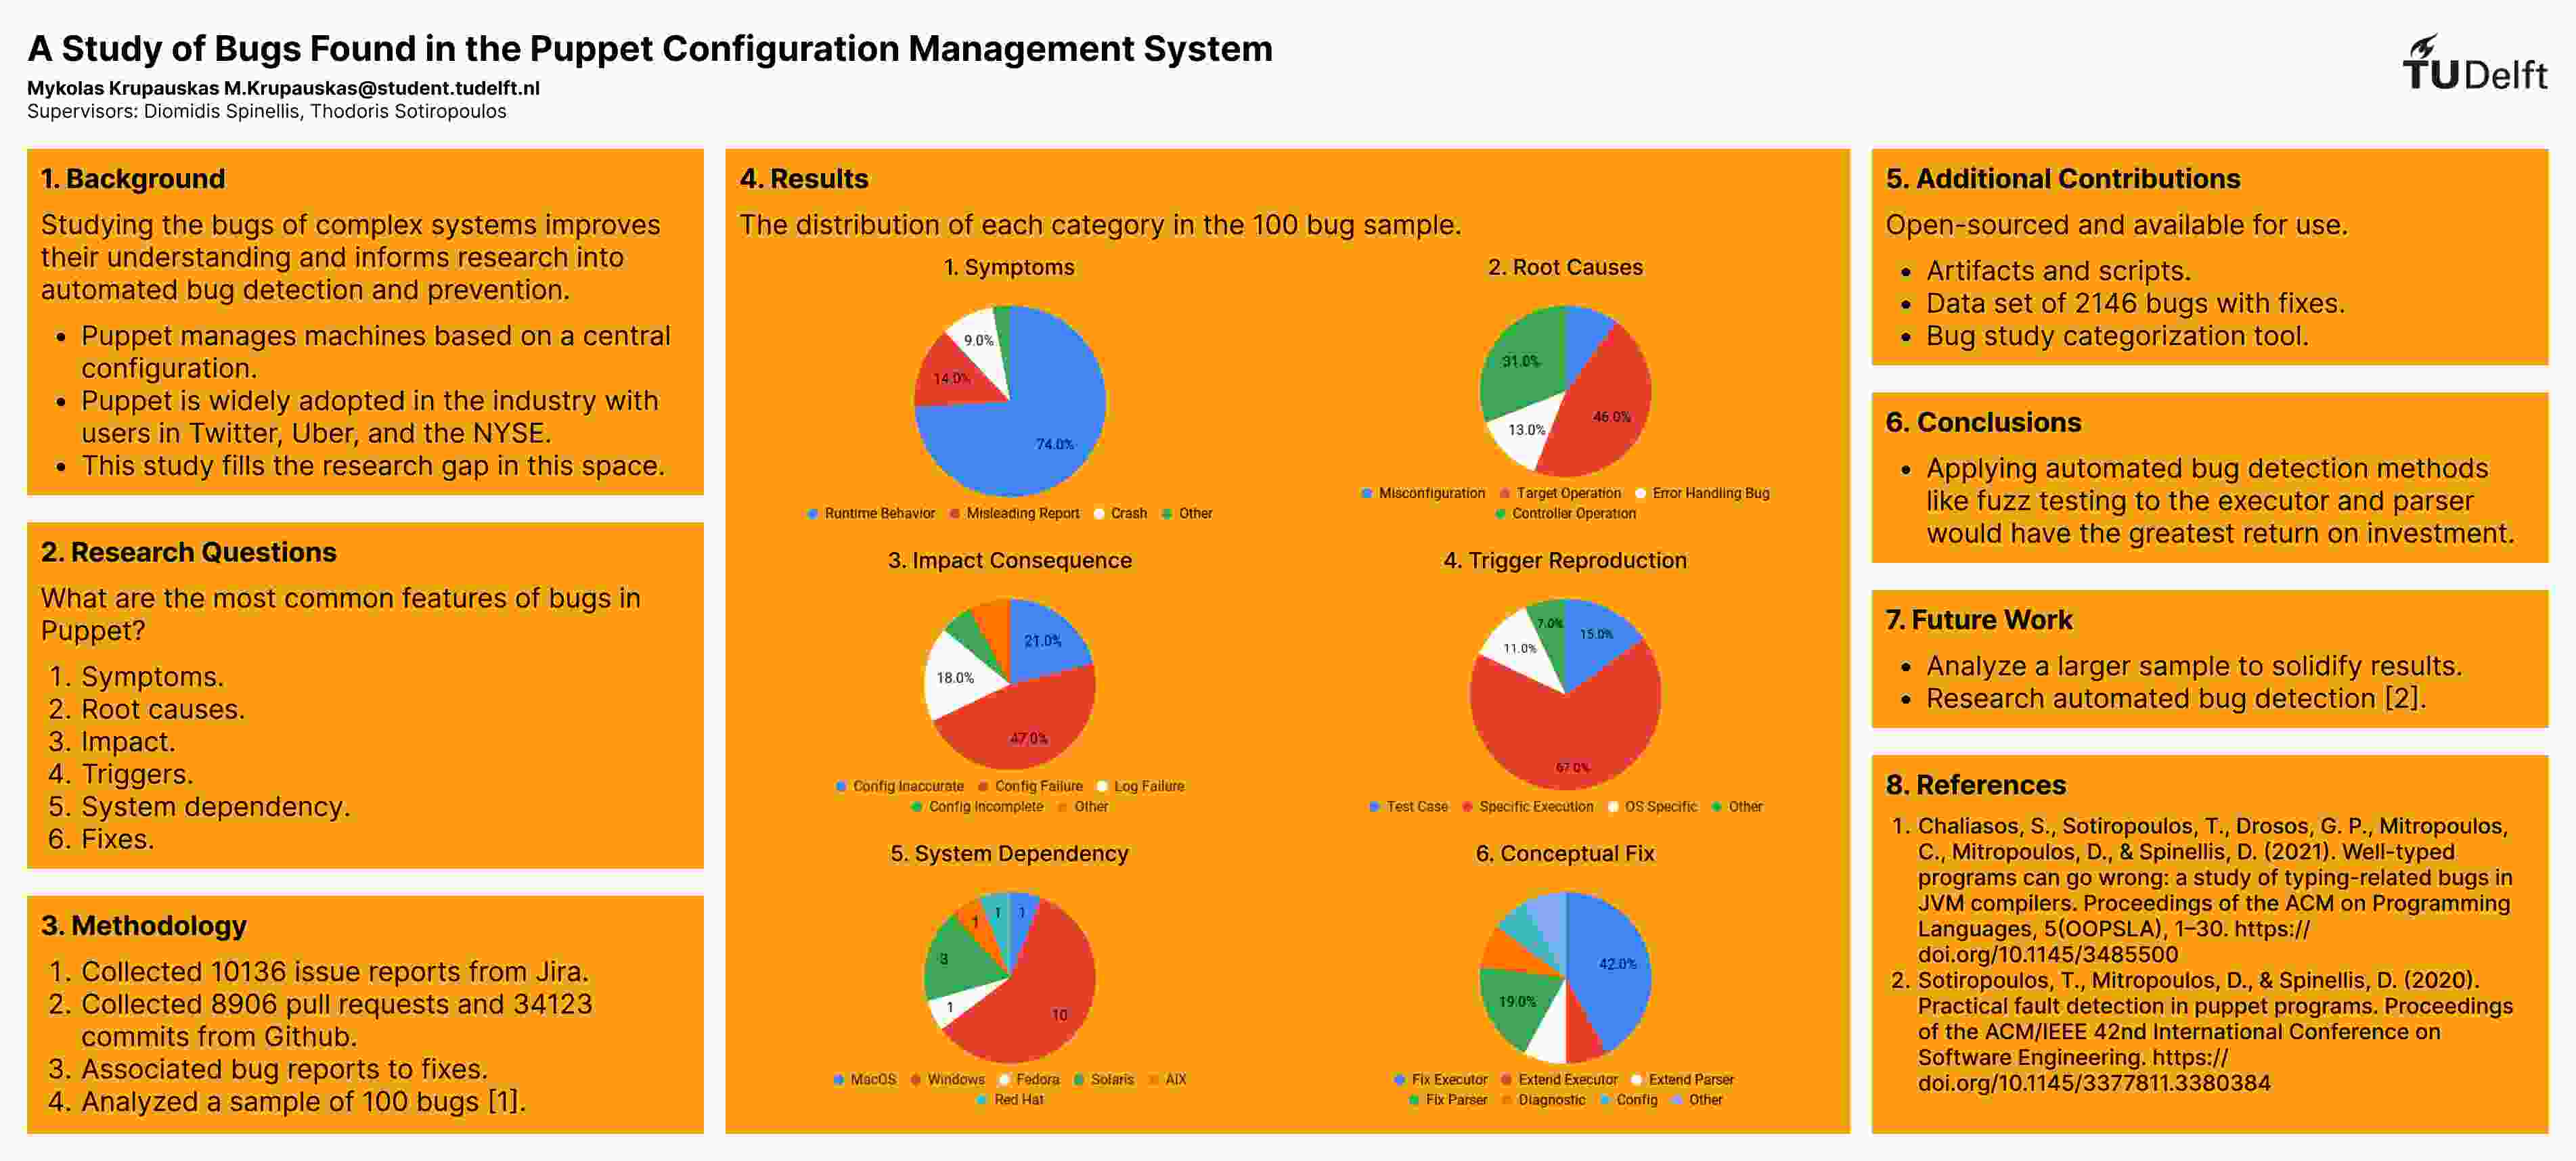 A Study of Bugs Found in the Puppet Configuration Management System
Mykolas Krupauskas M.Krupauskas@student.tudelft.nl
Supervisors: Diomidis Spinellis, Thodoris Sotiropoulos
TU Delft
1. Background
Studying the bugs of complex systems improves
their understanding and informs research into
automated bug detection and prevention.
• Puppet manages machines based on a central
configuration.
• Puppet is widely adopted in the industry with
users in Twitter, Uber, and the NYSE.
• This study fills the research gap in this space.
2. Research Questions
What are the most common features of bugs in
Puppet?
1. Symptoms.
2. Root causes.
3. Impact.
4. Triggers.
5. System dependency.
6. Fixes.
3. Methodology
1. Collected 10136 issue reports from Jira.
2. Collected 8906 pull requests and 34123
commits from Github.
3. Associated bug reports to fixes.
4. Analyzed a sample of 100 bugs [1].
4. Results
The distribution of each category in the 100 bug sample.
1. Symptoms
9.0%
14.0%
74.0%
Runtime Behavior Misleading Report Crash Other
2. Root Causes
31.0%
46.0%
13.0%
Misconfiguration Target Operation Error Handling Bug
Controller Operation
3. Impact Consequence
21.0%
18.0%
47.0%
Config Inaccurate Config Failure Log Failure
Config Incomplete Other
4. Trigger Reproduction
7.0%
15.0%
11.0%
67.0%
Test Case Specific Execution OS Specific Other
5. System Dependency
1 1
1
3
1
10
MacOS Windows Fedora Solaris AIX
Red Hat
6. Conceptual Fix
42.0%
19.0%
Fix Executor Extend Executor Extend Parser
Fix Parser Diagnostic Config Other
5. Additional Contributions
Open-sourced and available for use.
• Artifacts and scripts.
• Data set of 2146 bugs with fixes.
• Bug study categorization tool.
6. Conclusions
• Applying automated bug detection methods
like fuzz testing to the executor and parser
would have the greatest return on investment.
7. Future Work
• Analyze a larger sample to solidify results.
• Research automated bug detection [2].
8. References
1. Chaliasos, S., Sotiropoulos, T., Drosos, G. P., Mitropoulos,
C., Mitropoulos, D., & Spinellis, D. (2021). Well-typed
programs can go wrong: a study of typing-related bugs in
JVM compilers. Proceedings of the ACM on Programming
Languages, 5(OOPSLA), 1–30. https://
doi.org/10.1145/3485500
2. Sotiropoulos, T., Mitropoulos, D., & Spinellis, D. (2020).
Practical fault detection in puppet programs. Proceedings
of the ACM/IEEE 42nd International Conference on
Software Engineering. https://
doi.org/10.1145/3377811.3380384